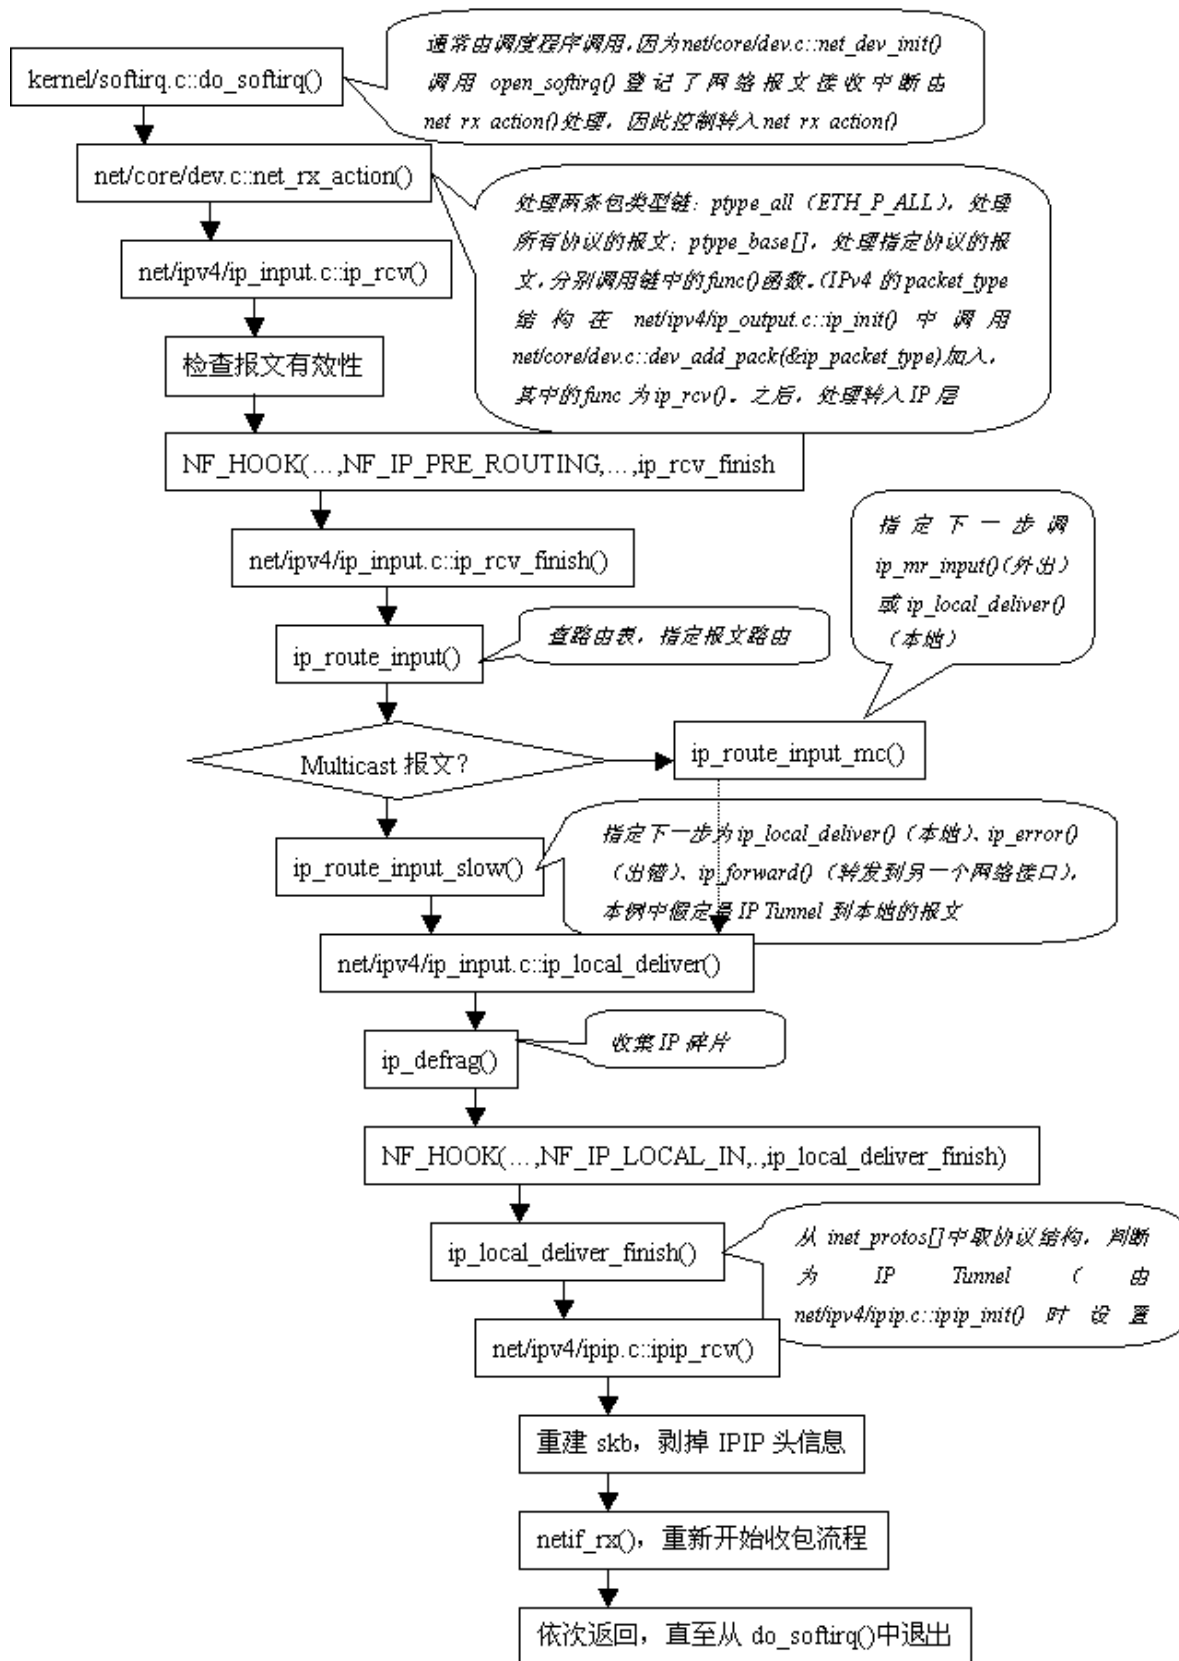 通常由调度程序调用，因为net/core/dev.c::net_dev_init()
调用 open_softirq() 登记了网络报文接收中断由
net_rx_action()处理，因此控制转入net_rx_action()
kernel/softirq.c::do_softirq()
net/core/dev.c::net_rx_action()
处理两条包类型链：ptype_all（ETH_P_ALL），处理
所有协议的报文；ptype_base[]，处理指定协议的报
文，分别调用链中的func()函数。（IPv4 的packet_type
结构在 net/ipv4/ip_output.c::ip_init() 中调用
net/core/dev.c::dev_add_pack(&ip_packet_type)加入，
其中的func 为ip_rcv()。之后，处理转入IP 层
net/ipv4/ip_input.c::ip_rcv()
检查报文有效性
NF_HOOK(…,NF_IP_PRE_ROUTING,…,ip_rcv_finish
指定下一步调
ip_mr_input()（外出）
或 ip_local_deliver()
（本地）
net/ipv4/ip_input.c::ip_rcv_finish()
查路由表，指定报文路由
ip_route_input()
Multicast 报文？
ip_route_input_mc()
指定下一步为ip_local_deliver()（本地）、ip_error()
（出错）、ip_forward()（转发到另一个网络接口），
本例中假定是IP Tunnel 到本地的报文
ip_route_input_slow()
net/ipv4/ip_input.c::ip_local_deliver()
收集IP 碎片
ip_defrag()
NF_HOOK(…,NF_IP_LOCAL_IN,.,ip_local_deliver_finish)
从 inet_protos[]中取协议结构，判断
为 IP Tunnel （由
net/ipv4/ipip.c::ipip_init() 时设置
ip_local_deliver_finish()
net/ipv4/ipip.c::ipip_rcv()
重建 skb，剥掉 IPIP 头信息
netif_rx()，重新开始收包流程
依次返回，直至从 do_softirq()中退出